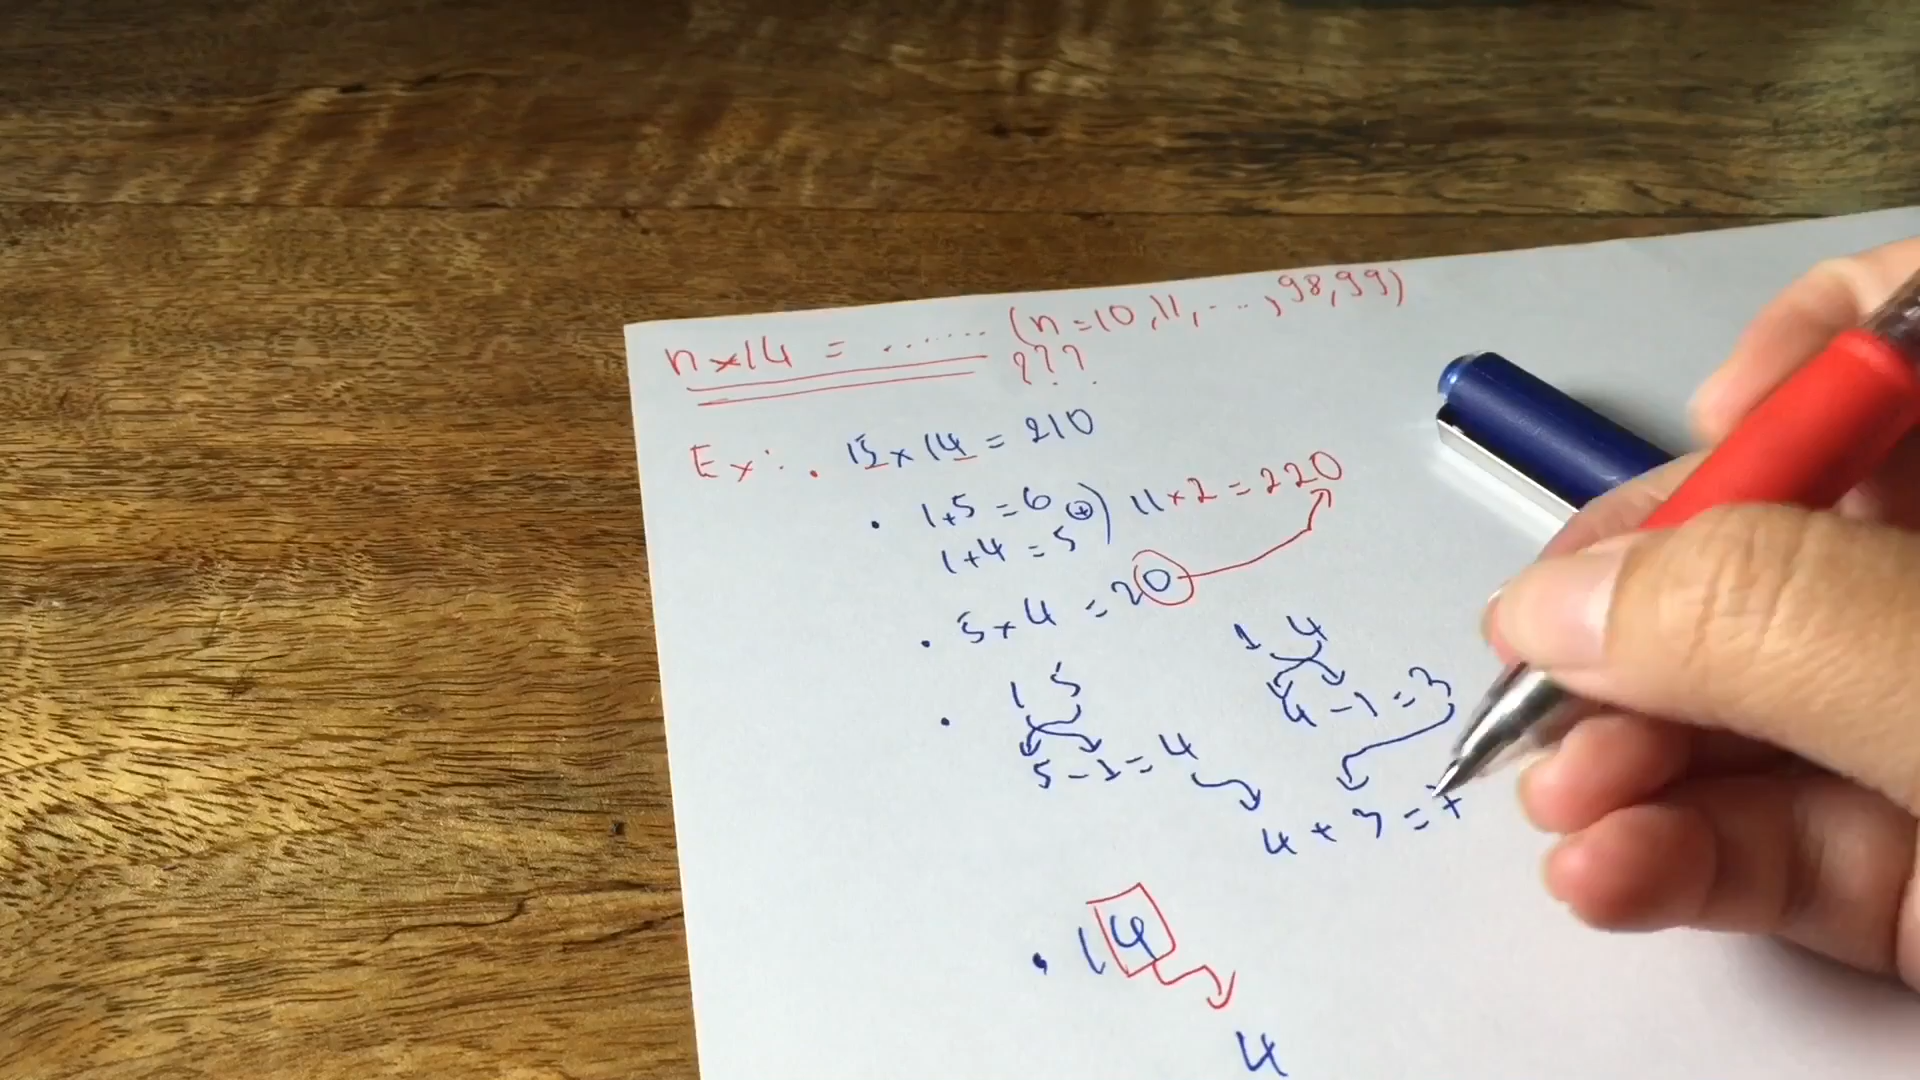 n×14 = ....... (n=10,11,...,98,99)
???
Ex: . 15×14 = 210
. 1+5 = 6 (+)) 11×2 = 220
1+4 = 5
. 5×4 = 20
. 1 5
5-1=4
1 4
4-1=3
4+3=7
. 14
4